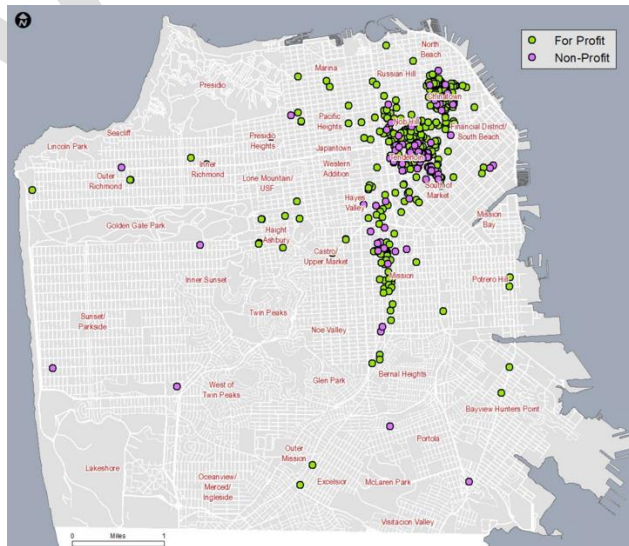 N
For Profit
Non-Profit
North
Beach
Marina
Russian Hill
Presidio
Chinatown
Pacific
Heights
Nob Hill
Financial District/
South Beach
Seacliff
Lincoln Park
Presidio
Heights
Japantown
Tenderloin
Outer
Richmond
Inner
Richmond
Western
Addition
Lone Mountain/
USF
South of
Market
Hayes
Valley
Golden Gate Park
Mission
Bay
Haight
Ashbury
Castro/
Upper Market
Inner Sunset
Mission
Potrero Hill
Sunset/
Parkside
Twin Peaks
Noe Valley
Glen Park
Bernal Heights
West of
Twin Peaks
Bayview Hunters Point
Portola
Outer
Mission
Lakeshore
Oceanview/
Merced/
Ingleside
Excelsior
McLaren Park
Visitacion Valley
Miles
0
1